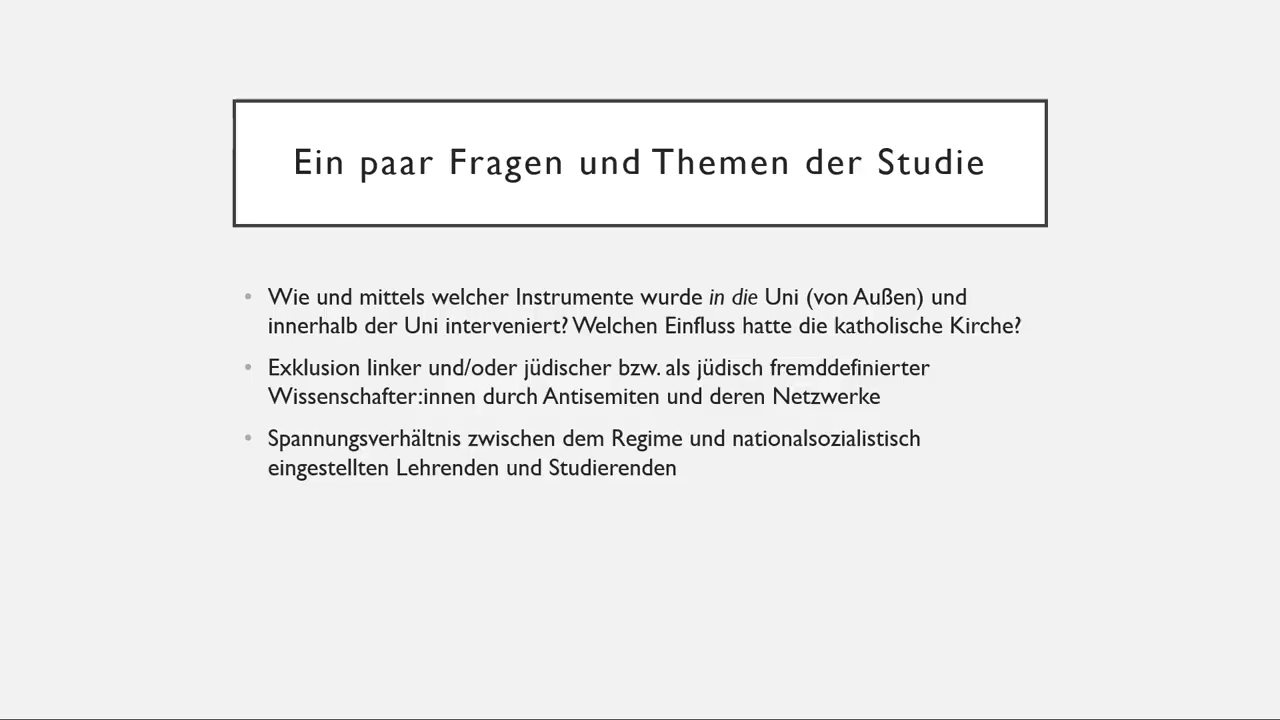 Ein paar Fragen und Themen der Studie
• Wie und mittels welcher Instrumente wurde in die Uni (von Außen) und
innerhalb der Uni interveniert? Welchen Einfluss hatte die katholische Kirche?
• Exklusion linker und/oder jüdischer bzw. als jüdisch fremddefinierter
Wissenschafter:innen durch Antisemiten und deren Netzwerke
• Spannungsverhältnis zwischen dem Regime und nationalsozialistisch
eingestellten Lehrenden und Studierenden